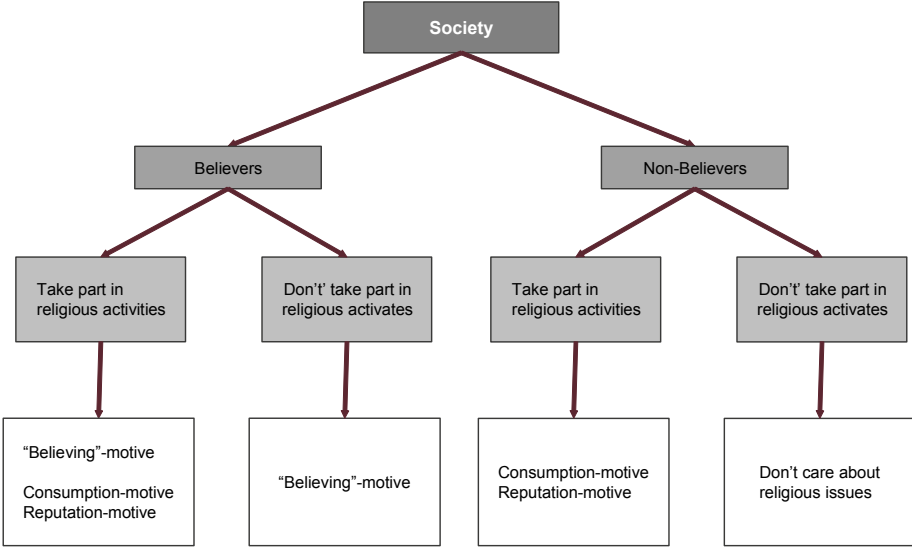 Society
Believers
Non-Believers
Take part in
religious activities
Don't' take part in
religious activates
Take part in
religious activities
Don't' take part in
religious activates
“Believing”-motive
Consumption-motive
Reputation-motive
“Believing”-motive
Consumption-motive
Reputation-motive
Don’t care about
religious issues